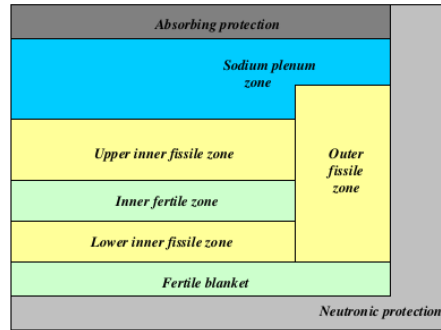 Absorbing protection
Sodium plenum
zone
Upper inner fissile zone
Outer
fissile
zone
Inner fertile zone
Lower inner fissile zone
Fertile blanket
Neutronic protection